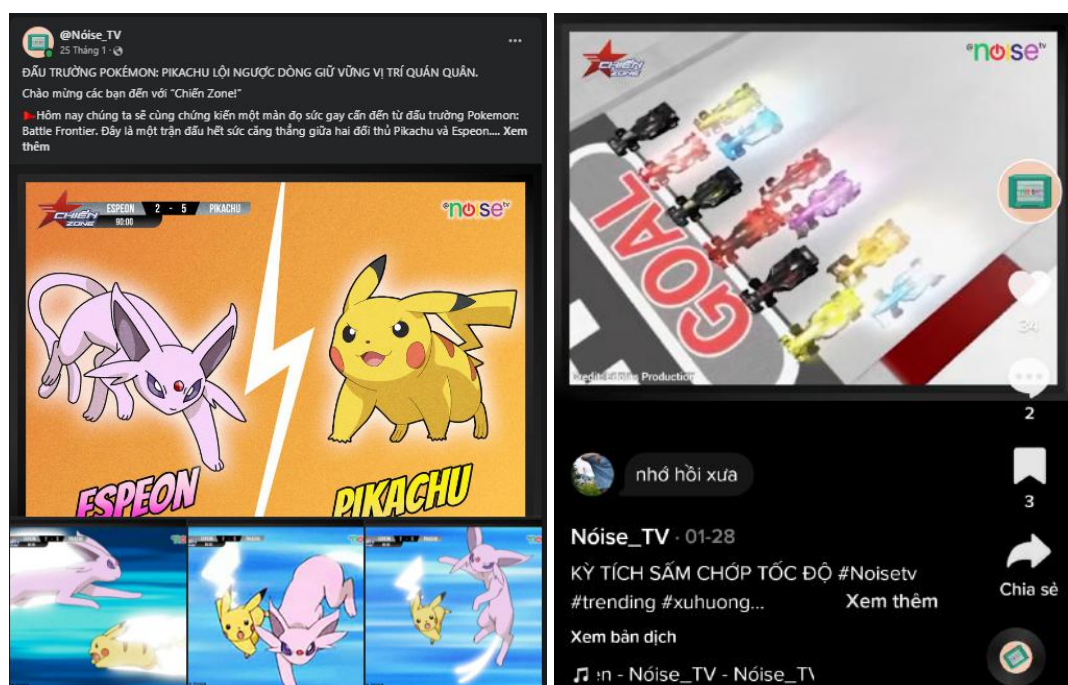 @Nóise_TV
25 Tháng 1 ·
ĐẤU TRƯỜNG POKÉMON: PIKACHU LỘI NGƯỢC DÒNG GIỮ VỮNG VỊ TRÍ QUÁN QUÂN.
Chào mừng các bạn đến với “Chiến Zone!”
Hôm nay chúng ta sẽ cùng chứng kiến một màn đọ sức gay cấn đến từ đấu trường Pokemon:
Battle Frontier. Đây là một trận đấu hết sức căng thẳng giữa hai đối thủ Pikachu và Espeon.... Xem
thêm
CHIẾN
ZONE
ESPEON 2 - 5 PIKACHU
90:00
@noise tv
ESPEON
PIKACHU
CHIẾN
ZONE
@noise tv
GOAL
Production
34
2
nhớ hồi xưa
3
Nóise_TV · 01-28
KỲ TÍCH SẤM CHỚP TỐC ĐỘ #Noisetv
#trending #xuhuong... Xem thêm
Chia sẻ
Xem bản dịch
- Nóise_TV - Nóise_T